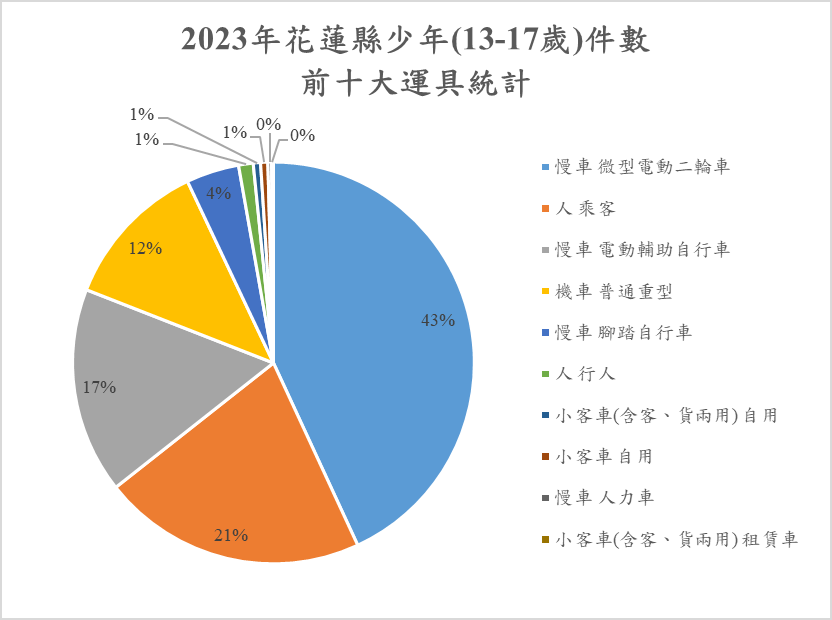 2023年花蓮縣少年(13-17歲)件數
前十大運具統計
1%
1%
1%
0%
0%
4%
12%
43%
17%
21%
慢車 微型電動二輪車
人 乘客
慢車 電動輔助自行車
機車 普通重型
慢車 腳踏自行車
人 行人
小客車(含客、貨兩用) 自用
小客車 自用
慢車 人力車
小客車(含客、貨兩用) 租賃車